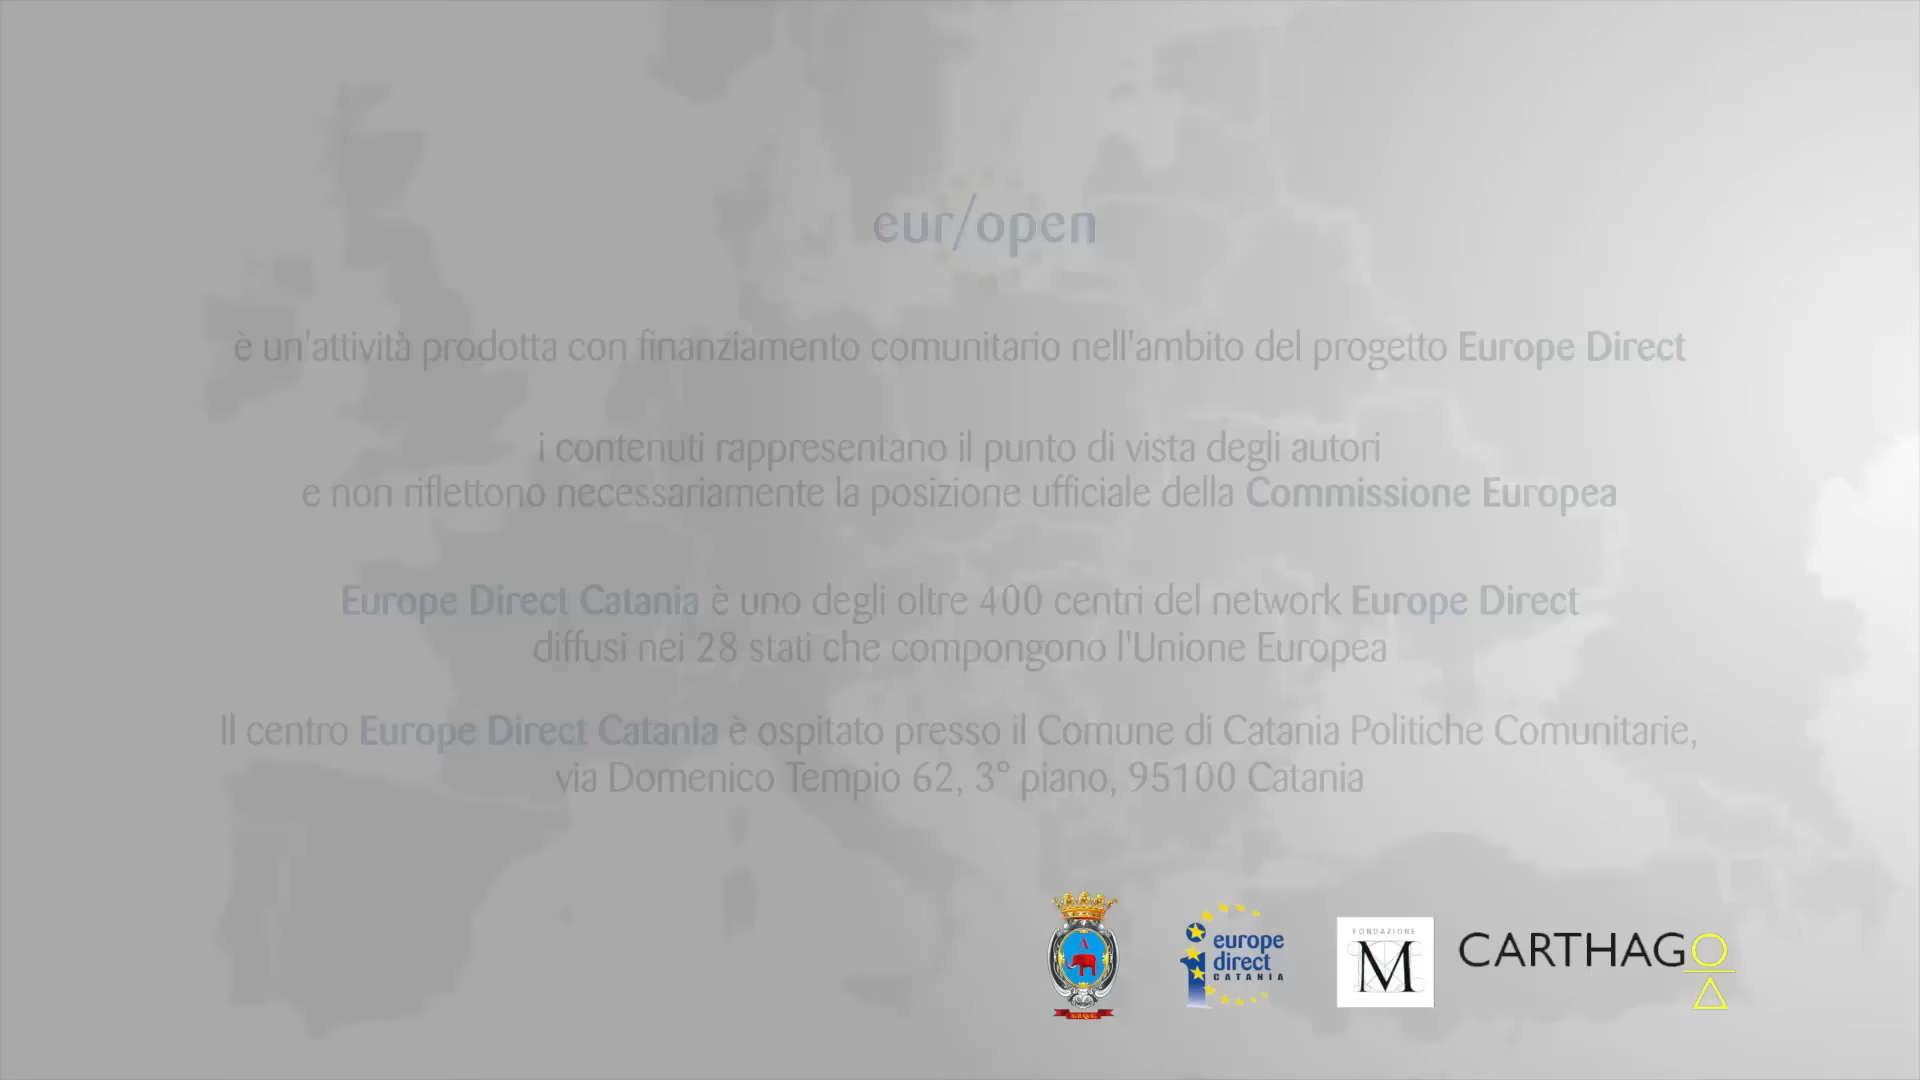 eur/open
è un'attività prodotta con finanziamento comunitario nell'ambito del progetto Europe Direct
i contenuti rappresentano il punto di vista degli autori
e non riflettono necessariamente la posizione ufficiale della Commissione Europea
Europe Direct Catania è uno degli oltre 400 centri del network Europe Direct
diffusi nei 28 stati che compongono l'Unione Europea
Il centro Europe Direct Catania è ospitato presso il Comune di Catania Politiche Comunitarie,
via Domenico Tempio 62, 3° piano, 95100 Catania
A
europe
direct
CATANIA
FONDAZIONE
M
CARTHAGO